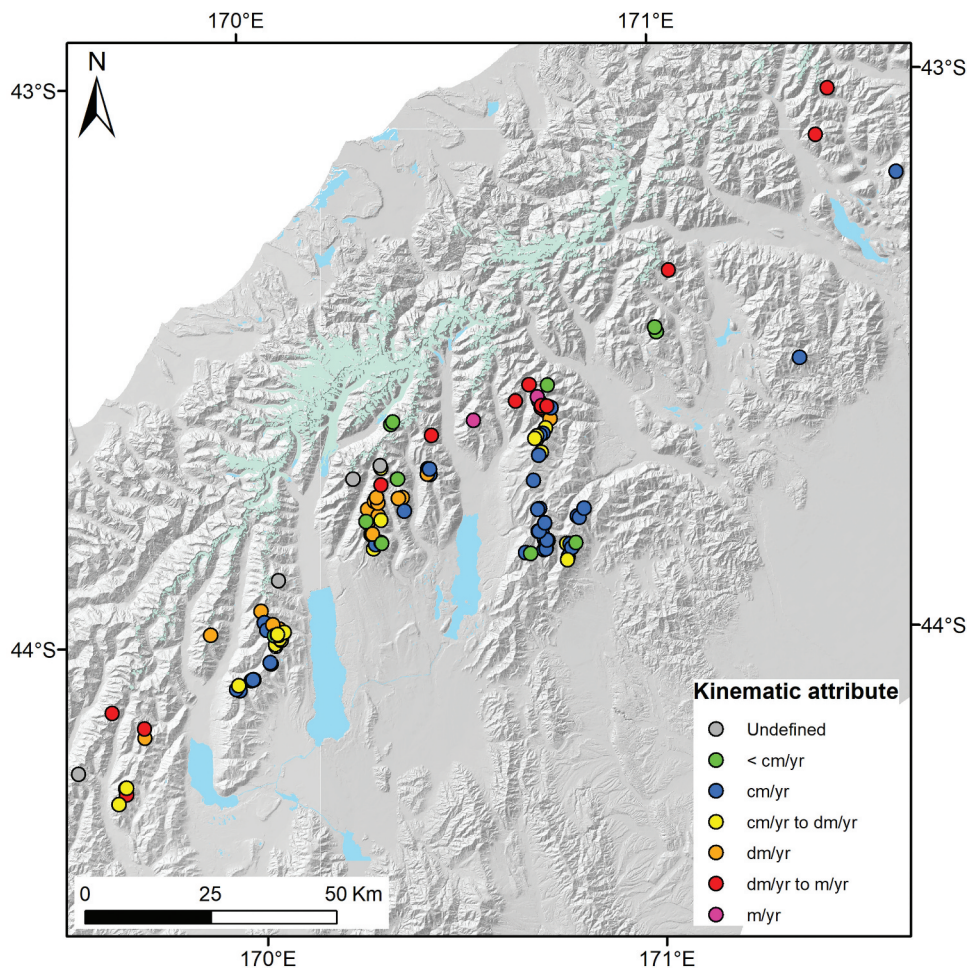 170°E 171°E
N
43°S 43°S
44°S 44°S
Kinematic attribute
Undefined
< cm/yr
cm/yr
cm/yr to dm/yr
dm/yr
dm/yr to m/yr
m/yr
0 25 50 Km
170°E 171°E